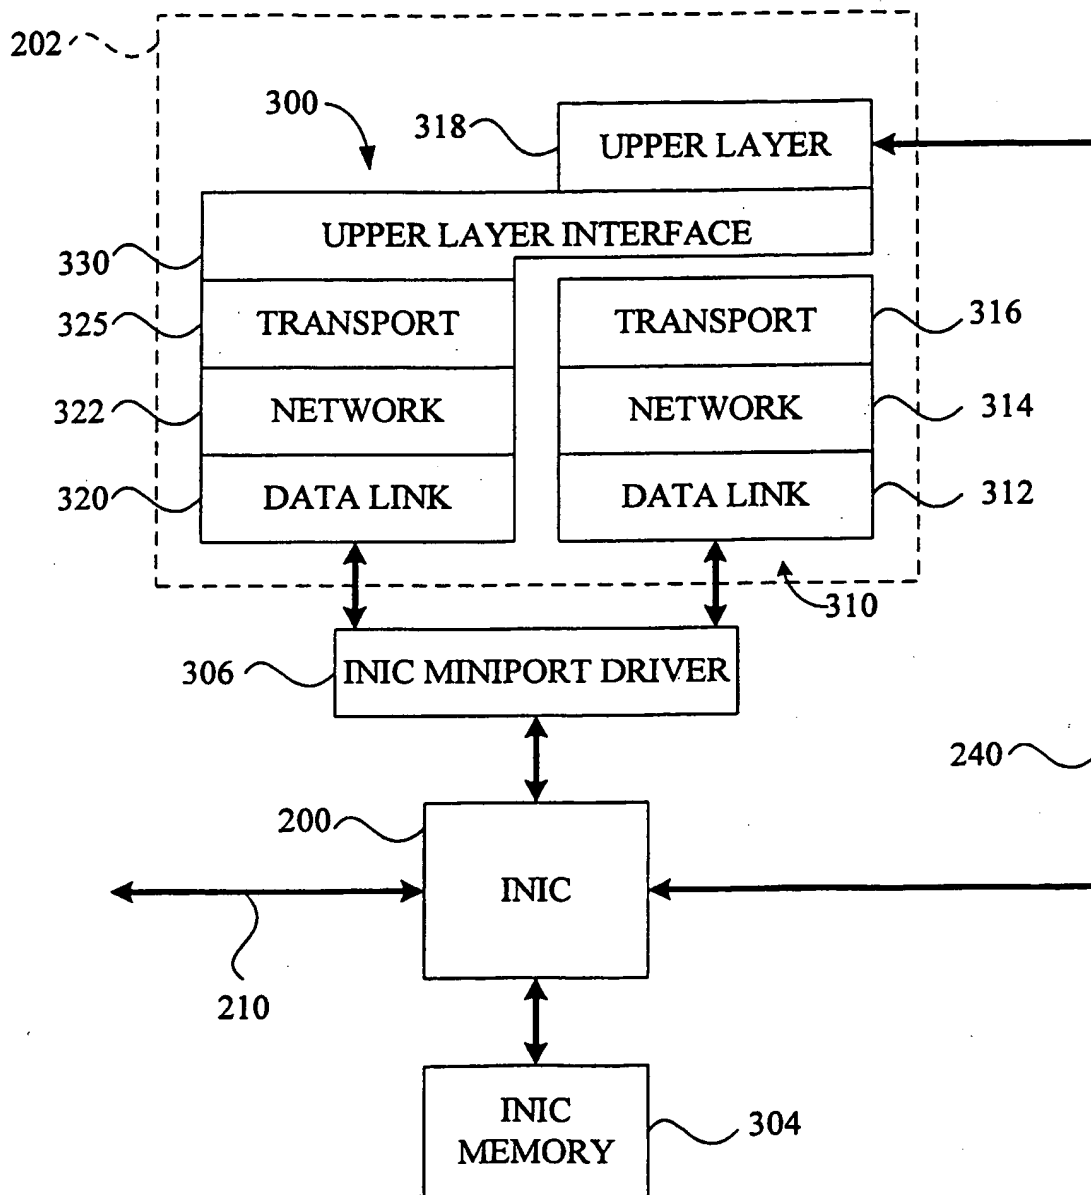 202
300
318
UPPER LAYER
UPPER LAYER INTERFACE
330
325
TRANSPORT
TRANSPORT
316
322
NETWORK
NETWORK
314
320
DATA LINK
DATA LINK
312
310
306
INIC MINIPORT DRIVER
240
200
INIC
210
INIC
MEMORY
304